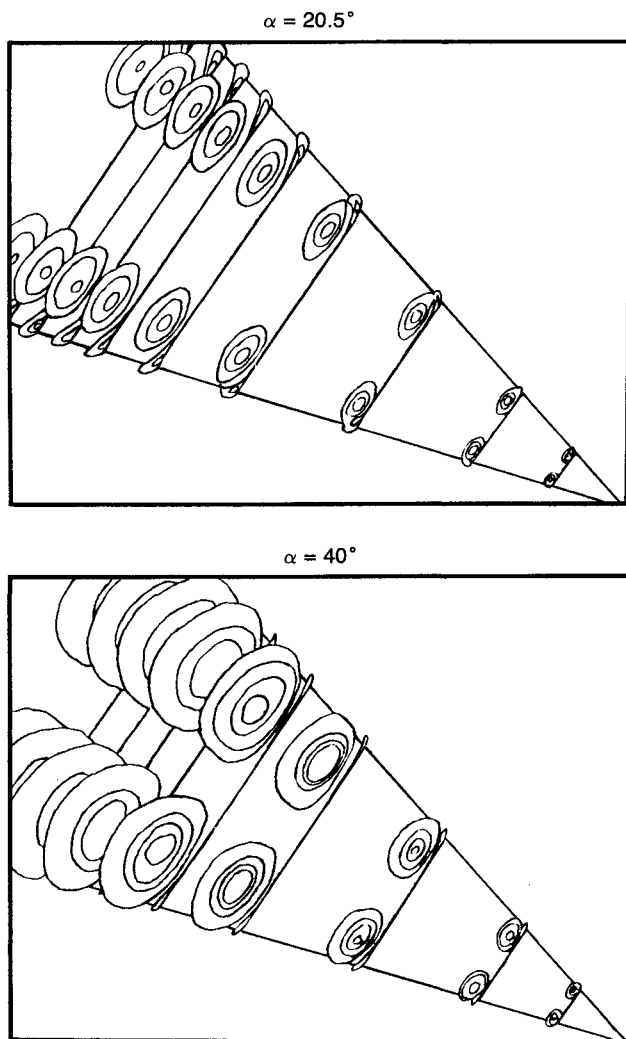 α = 20.5°
α = 40°